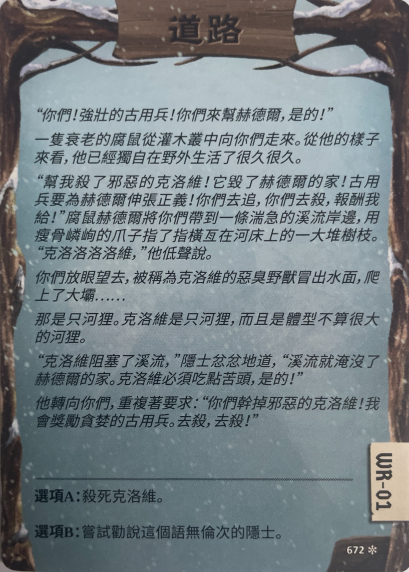 道路
“你們!強壯的古用兵!你們來幫赫德爾,是的!”
一隻衰老的腐鼠從灌木叢中向你們走來。從他的樣子
來看,他已經獨自在野外生活了很久很久。
“幫我殺了邪惡的克洛維!它毀了赫德爾的家!古用
兵要為赫德爾伸張正義!你們去追,你們去殺,報酬我
給!”腐鼠赫德爾將你們帶到一條湍急的溪流岸邊,用
瘦骨嶙峋的爪子指了指橫亙在河床上的一大堆樹枝。
“克洛洛洛洛維,”他低聲說。
你們放眼望去,被稱為克洛維的惡臭野獸冒出水面,爬
上了大壩……
那是只河狸。克洛維是只河狸,而且是體型不算很大
的河狸。
“克洛維阻塞了溪流,”隱士忿忿地道,“溪流就淹沒了
赫德爾的家。克洛維必須吃點苦頭,是的!”
他轉向你們,重複著要求:“你們幹掉邪惡的克洛維!我
會獎勵貪婪的古用兵。去殺,去殺!”
選項A:殺死克洛維。
選項B:嘗試勸說這個語無倫次的隱士。
WR-01
672 ✼